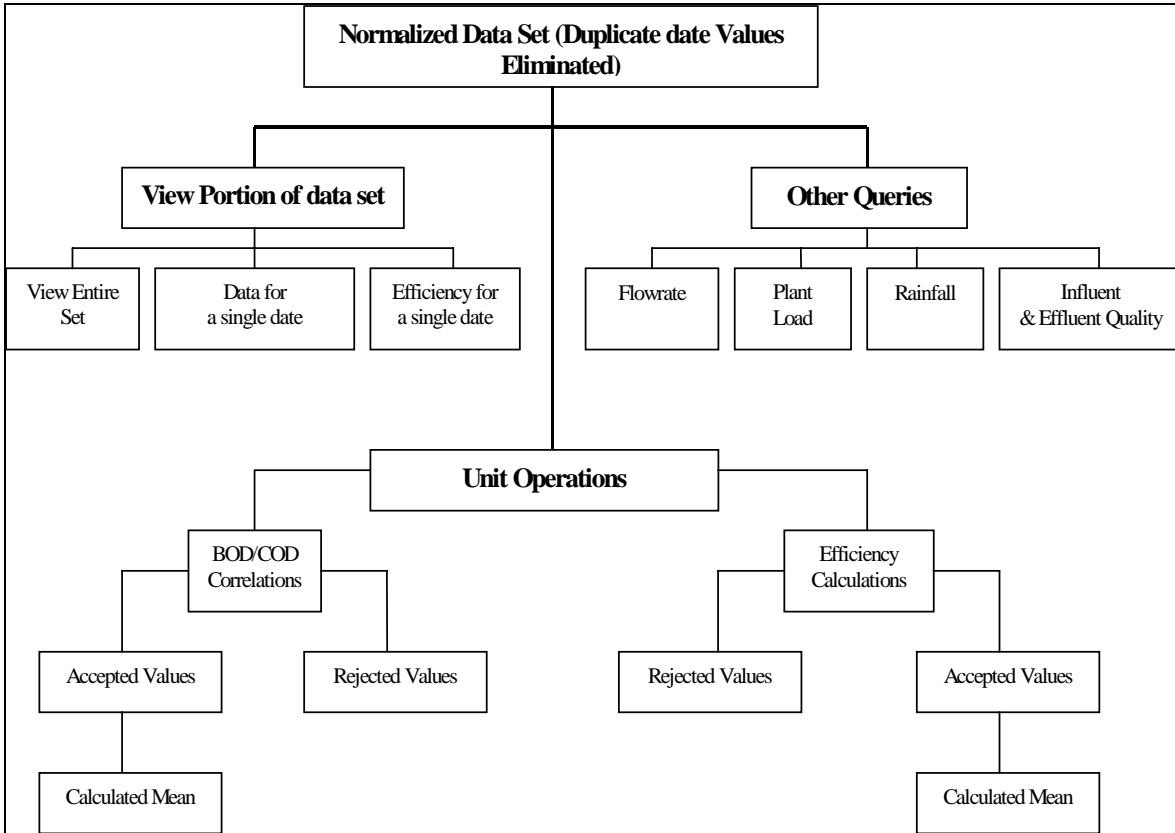 Normalized Data Set (Duplicate date Values
Eliminated)
View Portion of data set
Other Queries
View Entire
Set
Data for
a single date
Efficiency for
a single date
Flowrate
Plant
Load
Rainfall
Influent
& Effluent Quality
Unit Operations
BOD/COD
Correlations
Efficiency
Calculations
Accepted Values
Rejected Values
Rejected Values
Accepted Values
Calculated Mean
Calculated Mean